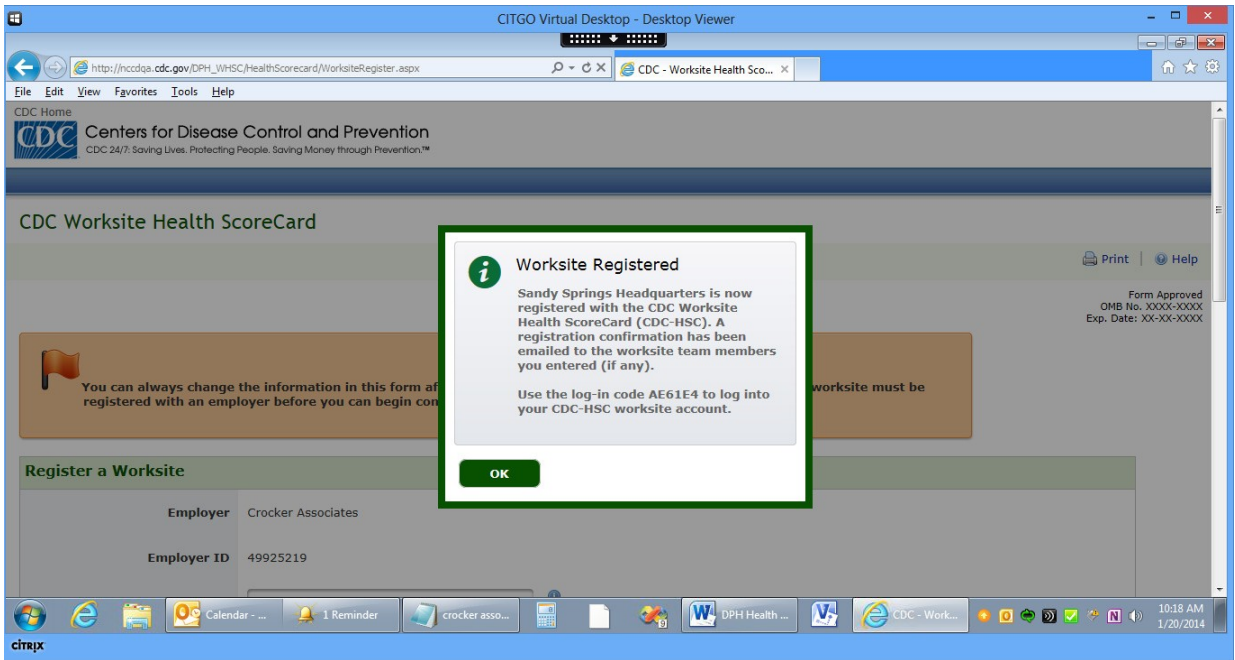 CITGO Virtual Desktop - Desktop Viewer
http://nccdqa.cdc.gov/DPH_WHSC/HealthScorecard/WorksiteRegister.aspx
CDC - Worksite Health Sco...
File Edit View Favorites Tools Help
CDC Home
CDC
Centers for Disease Control and Prevention
CDC 24/7: Saving Lives. Protecting People. Saving Money through Prevention.™
CDC Worksite Health ScoreCard
Print | Help
Form Approved
OMB No. XXXX-XXXX
Exp. Date: XX-XX-XXXX
Worksite Registered
Sandy Springs Headquarters is now
registered with the CDC Worksite
Health ScoreCard (CDC-HSC). A
registration confirmation has been
emailed to the worksite team members
you entered (if any).
Use the log-in code AE61E4 to log into
your CDC-HSC worksite account.
OK
You can always change the information in this form af
worksite must be
registered with an employer before you can begin con
Register a Worksite
Employer Crocker Associates
Employer ID 49925219
Calendar - ...
1 Reminder
crocker asso...
DPH Health ...
CDC - Work...
10:18 AM
1/20/2014
CİTRIX